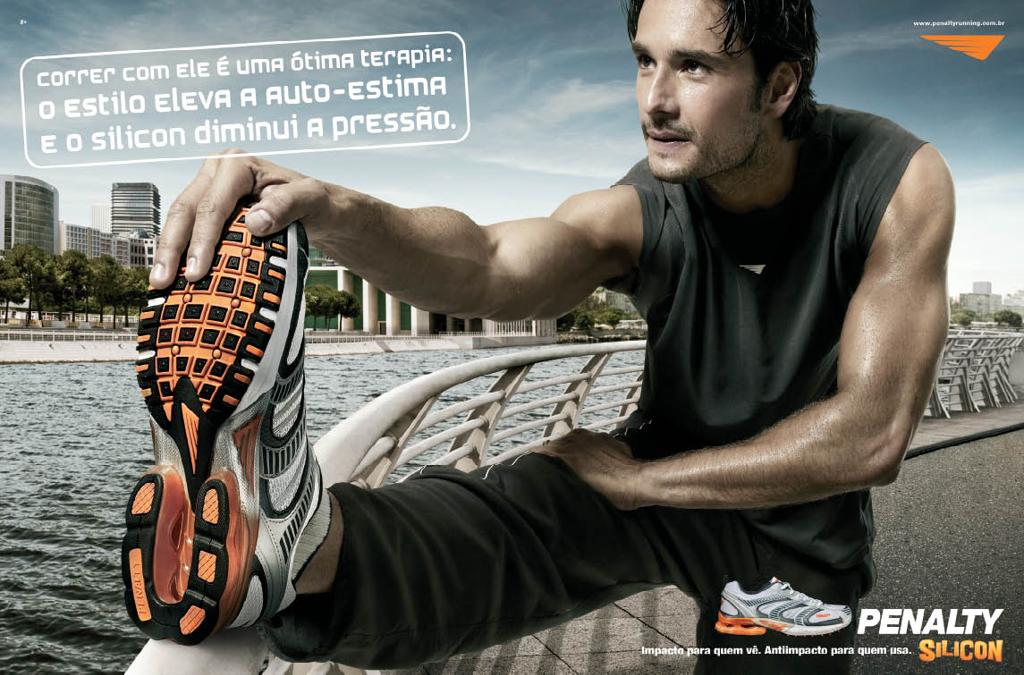 www.penaltyrunning.com.br
Correr com ele é uma ótima terapia:
o estilo eleva a auto-estima
e o silicon diminui a pressão.
PENALTY
PENALTY
SILICON
Impacto para quem vê. Antiimpacto para quem usa.